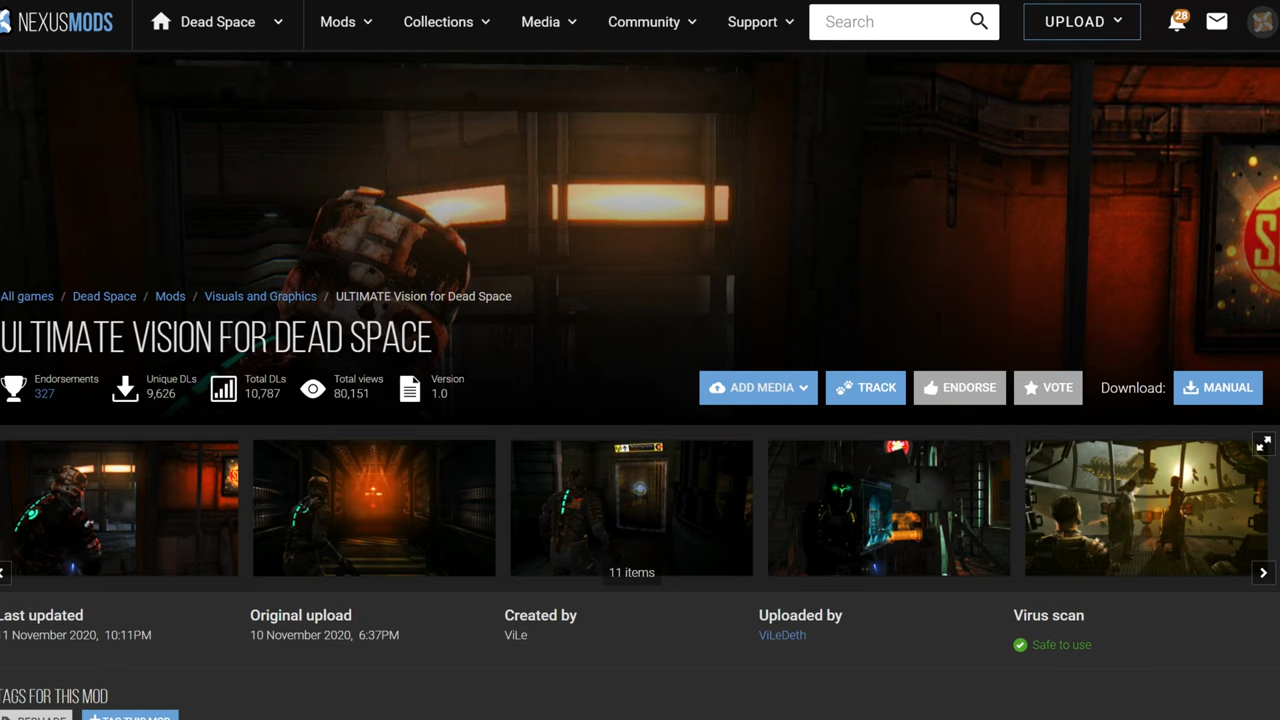 NEXUSMODS Dead Space Mods Collections Media Community Support Search UPLOAD 28
All games / Dead Space / Mods / Visuals and Graphics / ULTIMATE Vision for Dead Space
ULTIMATE VISION FOR DEAD SPACE
Endorsements Unique DLs Total DLs Total views Version
327 9,626 10,787 80,151 1.0
ADD MEDIA TRACK ENDORSE VOTE Download: MANUAL
11 items
Last updated Original upload Created by Uploaded by Virus scan
11 November 2020, 10:11PM 10 November 2020, 6:37PM ViLe ViLeDeth Safe to use
TAGS FOR THIS MOD
TAG THIS MOD